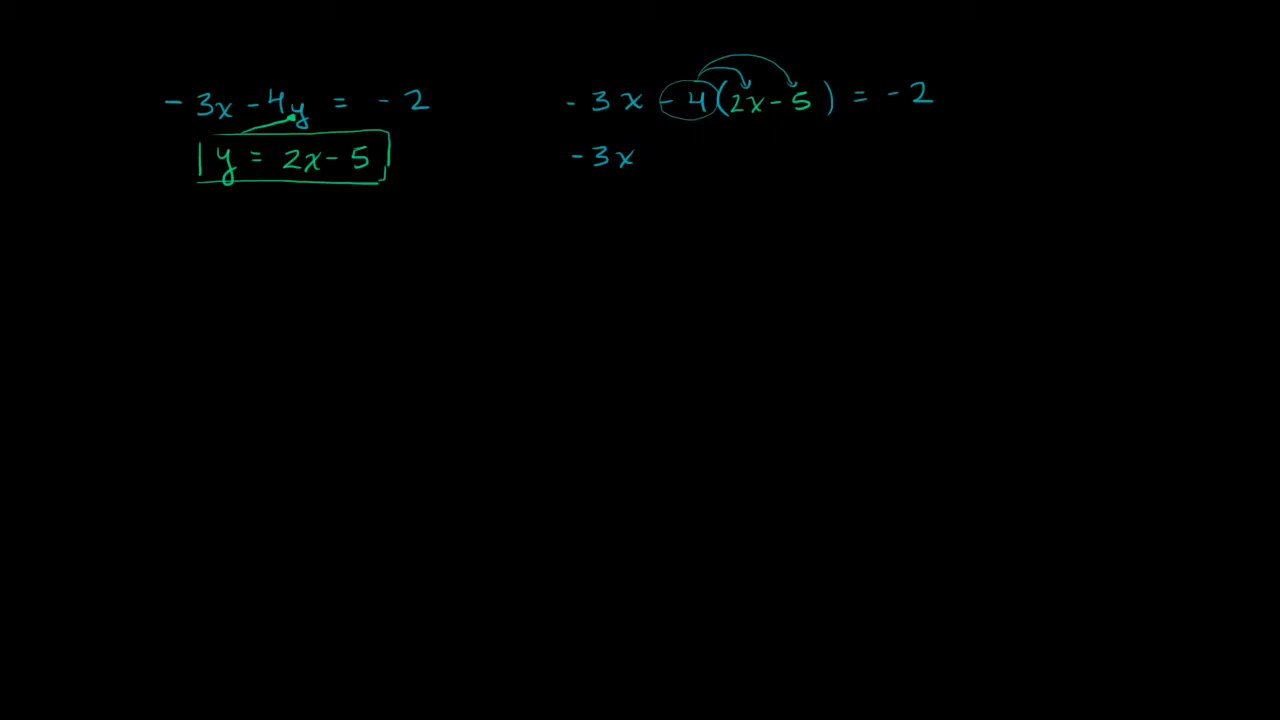 -3x-4y = -2
y = 2x-5
-3x-4(2x-5) = -2
-3x